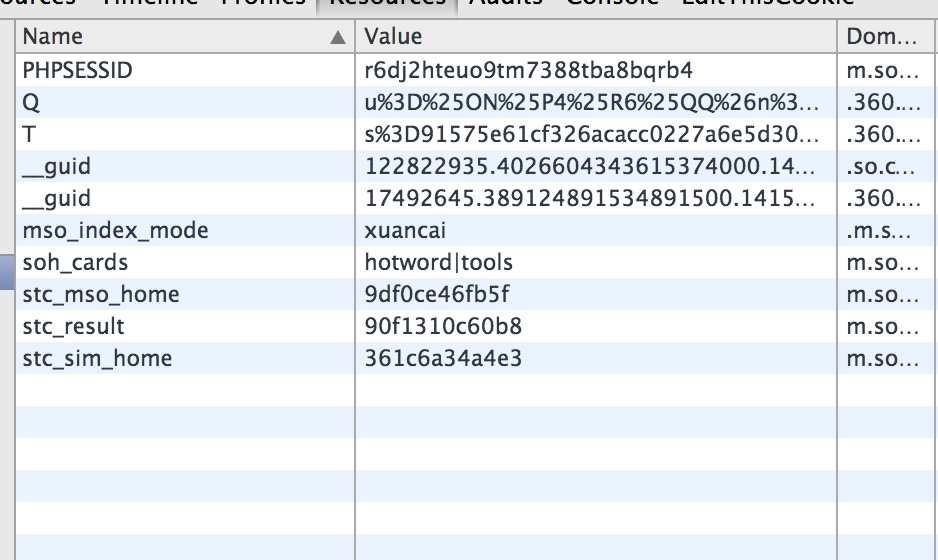 ources Timeline Profiles Resources Audits Console EditThisCookie
Name Value Dom...
PHPSESSID r6dj2hteuo9tm7388tba8bqrb4 m.so...
Q u%3D%25ON%25P4%25R6%25QQ%26n%3... .360....
T s%3D91575e61cf326acacc0227a6e5d30... .360....
__guid 122822935.4026604343615374000.14... .so.c...
__guid 17492645.389124891534891500.1415... .360....
mso_index_mode xuancai .m.s...
soh_cards hotword|tools m.so...
stc_mso_home 9df0ce46fb5f m.so...
stc_result 90f1310c60b8 m.so...
stc_sim_home 361c6a34a4e3 m.so...